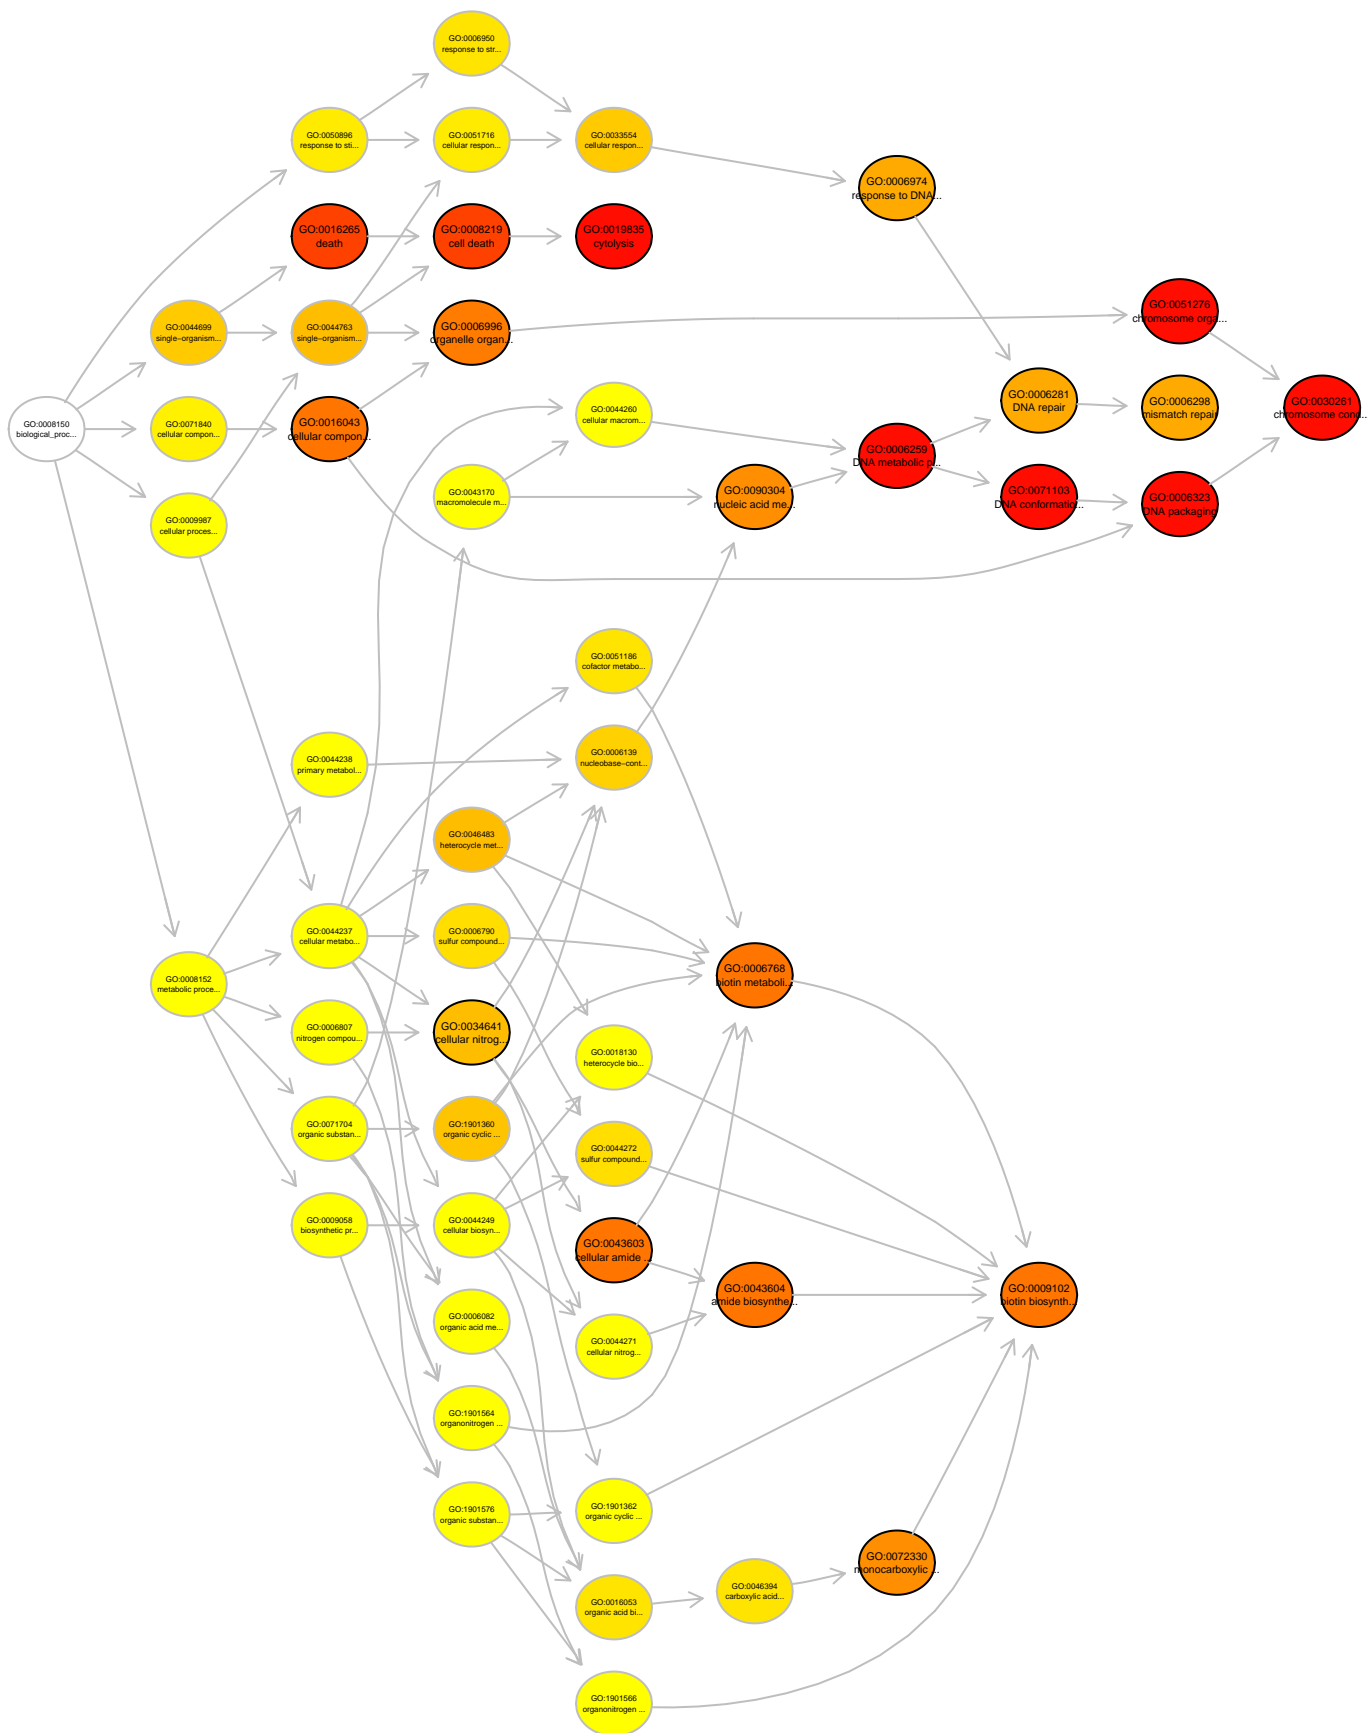 GO:0006950
response to str...
GO:0050896
response to sti...
GO:0051716
cellular respon...
GO:0033554
cellular respon...
GO:0006974
response to DNA...
GO:0016265
death
GO:0008219
cell death
GO:0019835
cytolysis
GO:0044699
single-organism...
GO:0044763
single-organism...
GO:0006996
organelle organ...
GO:0051276
chromosome orga...
GO:0008150
biological_proc...
GO:0071840
cellular compon...
GO:0016043
cellular compon...
GO:0044260
cellular macrom...
GO:0006281
DNA repair
GO:0006298
mismatch repair
GO:0030261
chromosome cond...
GO:0006259
DNA metabolic p...
GO:0009987
cellular proces...
GO:0043170
macromolecule m...
GO:0090304
nucleic acid me...
GO:0071103
DNA conformatio...
GO:0006323
DNA packaging
GO:0051186
cofactor metabo...
GO:0044238
primary metabol...
GO:0006139
nucleobase-cont...
GO:0046483
heterocycle met...
GO:0044237
cellular metabo...
GO:0006790
sulfur compound...
GO:0006768
biotin metaboli...
GO:0008152
metabolic proce...
GO:0006807
nitrogen compou...
GO:0034641
cellular nitrog...
GO:0018130
heterocycle bio...
GO:0071704
organic substan...
GO:1901360
organic cyclic ...
GO:0044272
sulfur compound...
GO:0009058
biosynthetic pr...
GO:0044249
cellular biosyn...
GO:0043603
cellular amide ...
GO:0043604
amide biosynthe...
GO:0009102
biotin biosynth...
GO:0006082
organic acid me...
GO:0044271
cellular nitrog...
GO:1901564
organonitrogen ...
GO:1901576
organic substan...
GO:1901362
organic cyclic ...
GO:0072330
monocarboxylic ...
GO:0046394
carboxylic acid...
GO:0016053
organic acid bi...
GO:1901566
organonitrogen ...